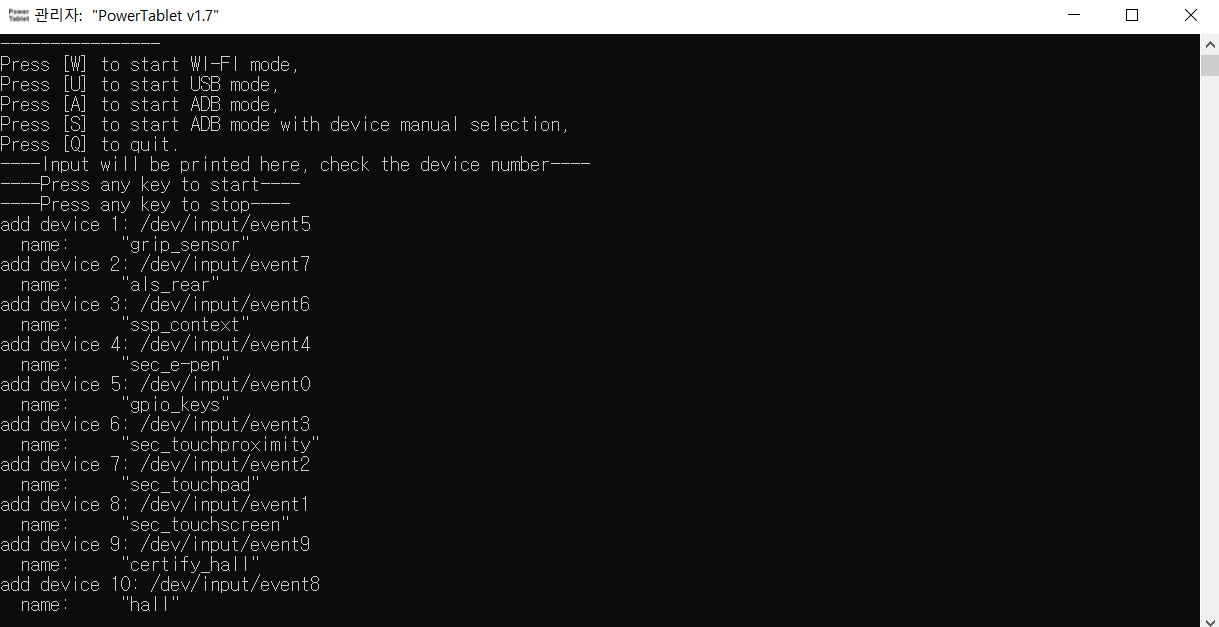 Power Tablet 관리자: "PowerTablet v1.7"
----------------
Press [W] to start WI-FI mode,
Press [U] to start USB mode,
Press [A] to start ADB mode,
Press [S] to start ADB mode with device manual selection,
Press [Q] to quit.
----Input will be printed here, check the device number----
----Press any key to start----
----Press any key to stop----
add device 1: /dev/input/event5
  name:     "grip_sensor"
add device 2: /dev/input/event7
  name:     "als_rear"
add device 3: /dev/input/event6
  name:     "ssp_context"
add device 4: /dev/input/event4
  name:     "sec_e-pen"
add device 5: /dev/input/event0
  name:     "gpio_keys"
add device 6: /dev/input/event3
  name:     "sec_touchproximity"
add device 7: /dev/input/event2
  name:     "sec_touchpad"
add device 8: /dev/input/event1
  name:     "sec_touchscreen"
add device 9: /dev/input/event9
  name:     "certify_hall"
add device 10: /dev/input/event8
  name:     "hall"